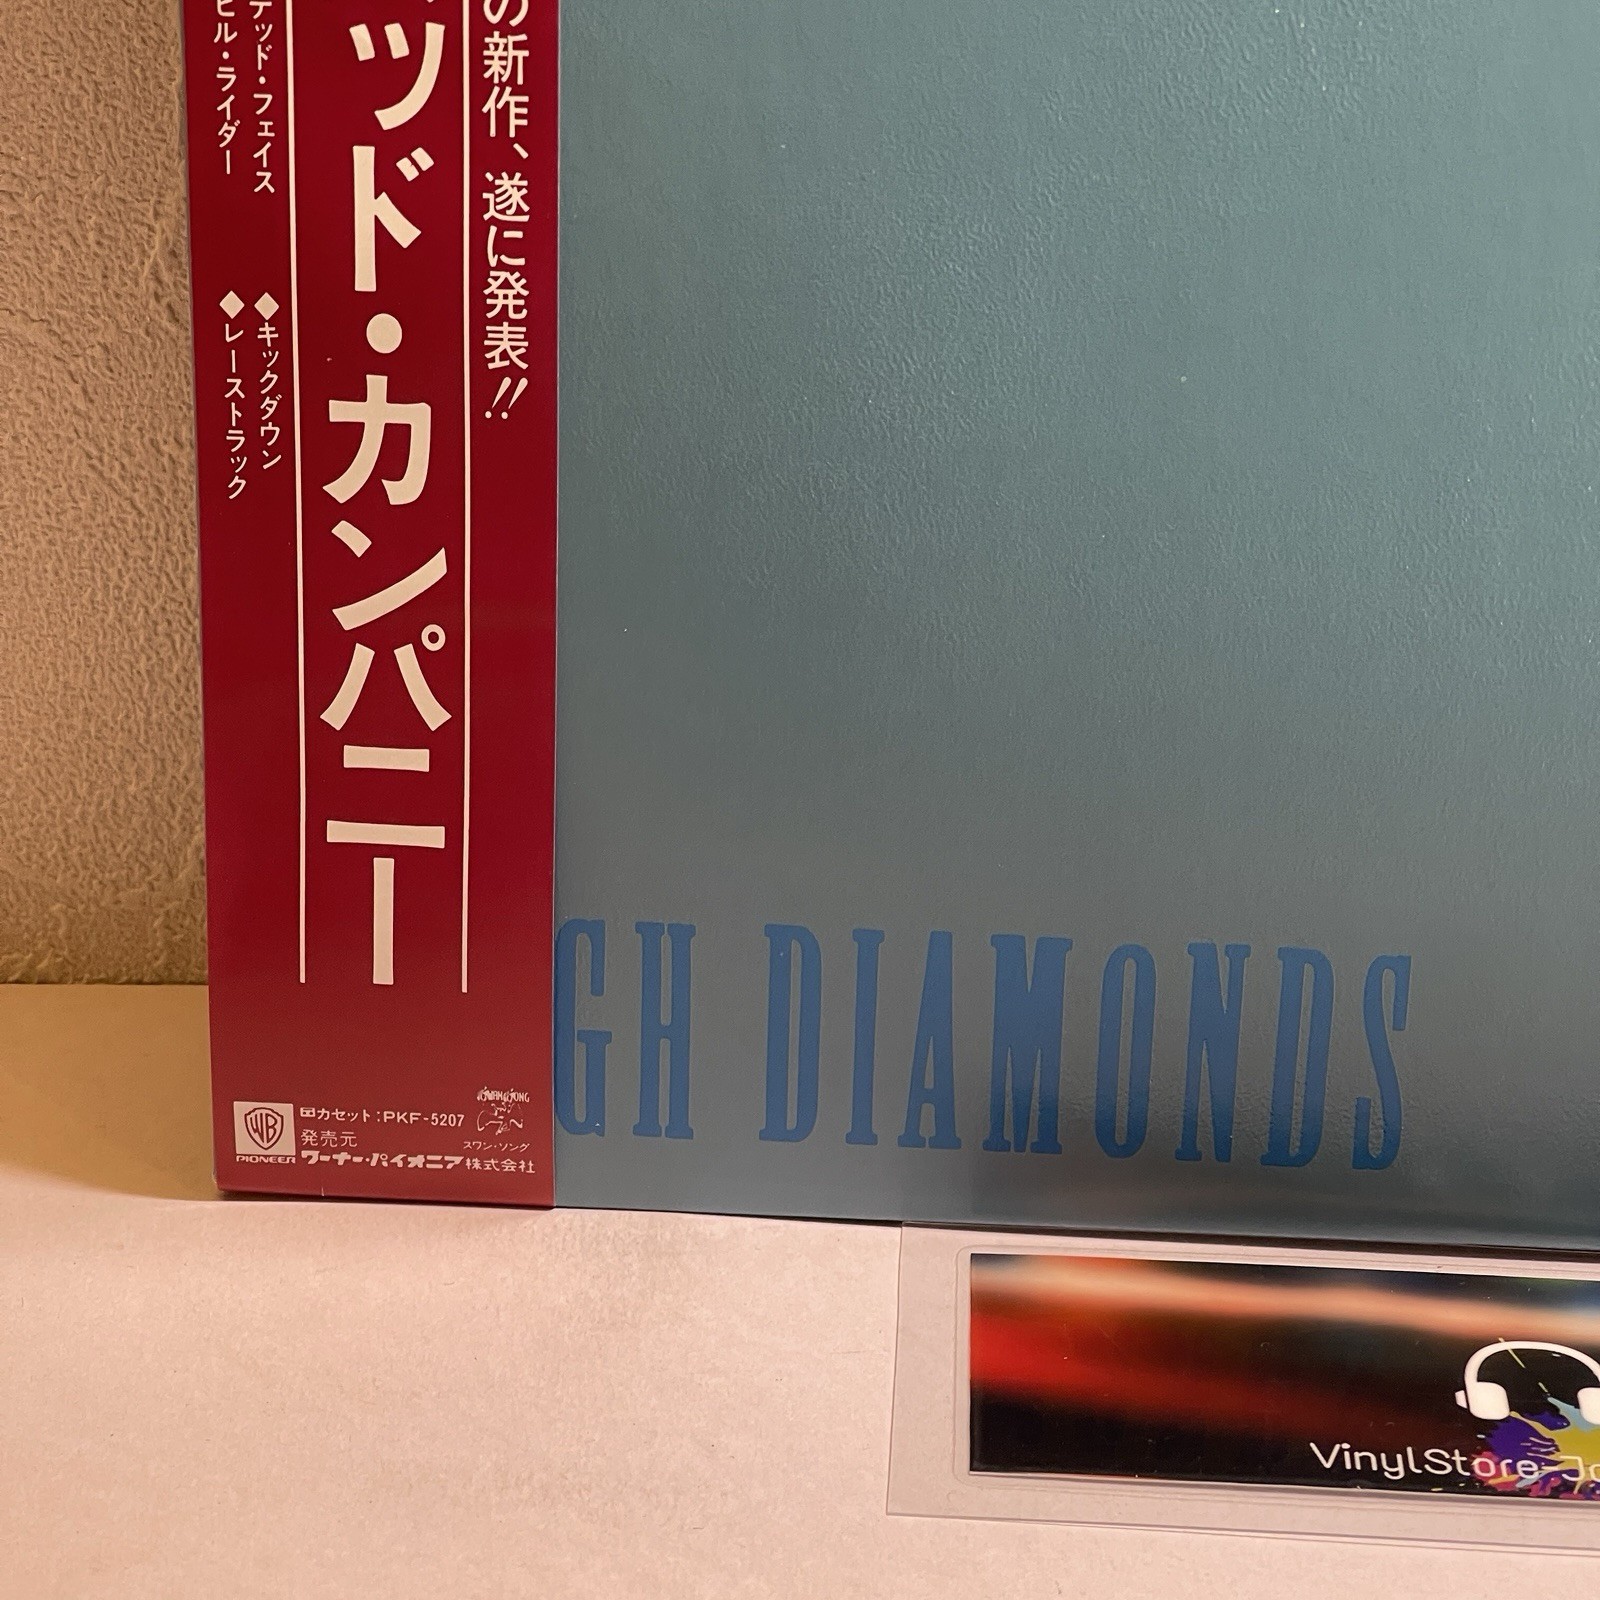 の新作、遂に発表!!
ッド・カンパニー
テッド・フェイス
ビル・ライダー
◆キックダウン
◆レーストラック
GH DIAMONDS
WB
PIONEER
カセット:PKF-5207
発売元
ワーナー・パイオニア株式会社
スワン・ソング
VinylStore-J